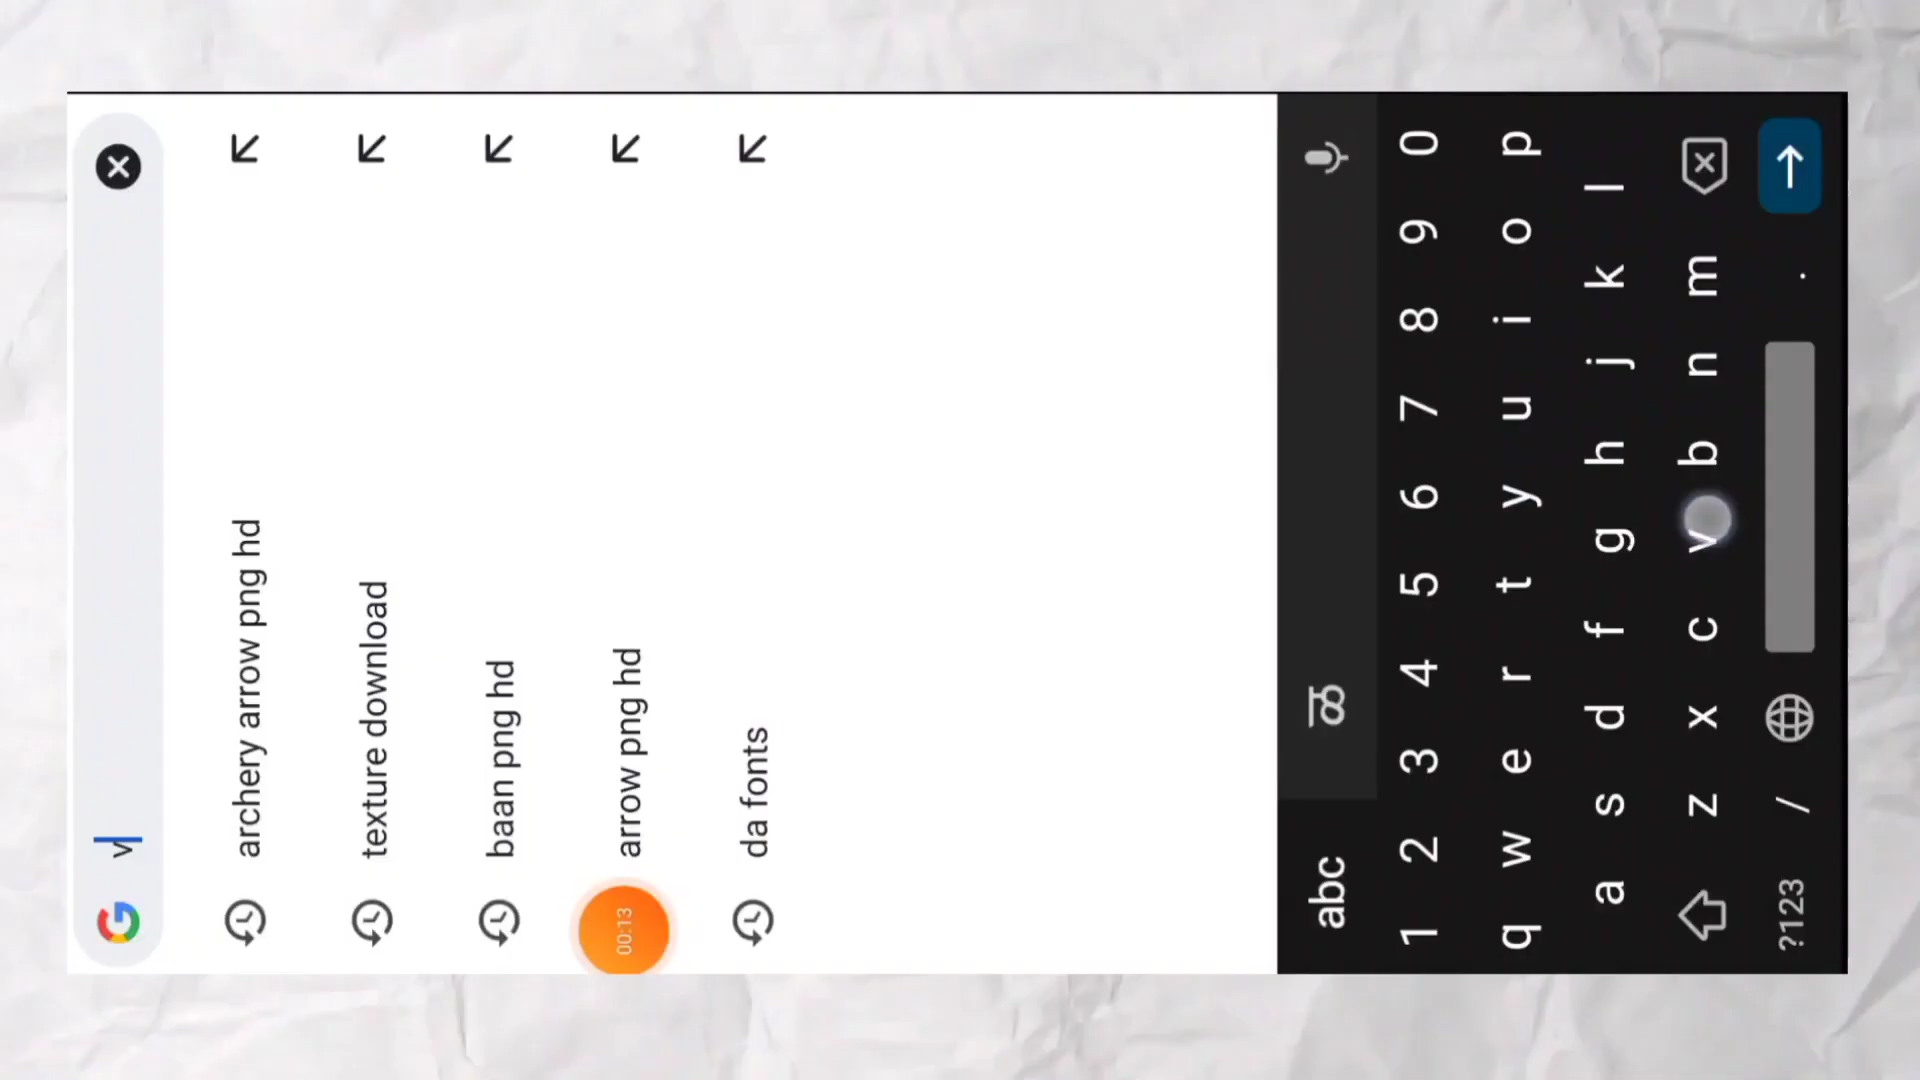 v
archery arrow png hd
texture download
baan png hd
arrow png hd
00:13
da fonts
abc
1 2 3 4 5 6 7 8 9 0
q w e r t y u i o p
a s d f g h j k l
z x c v b n m
?123 / .